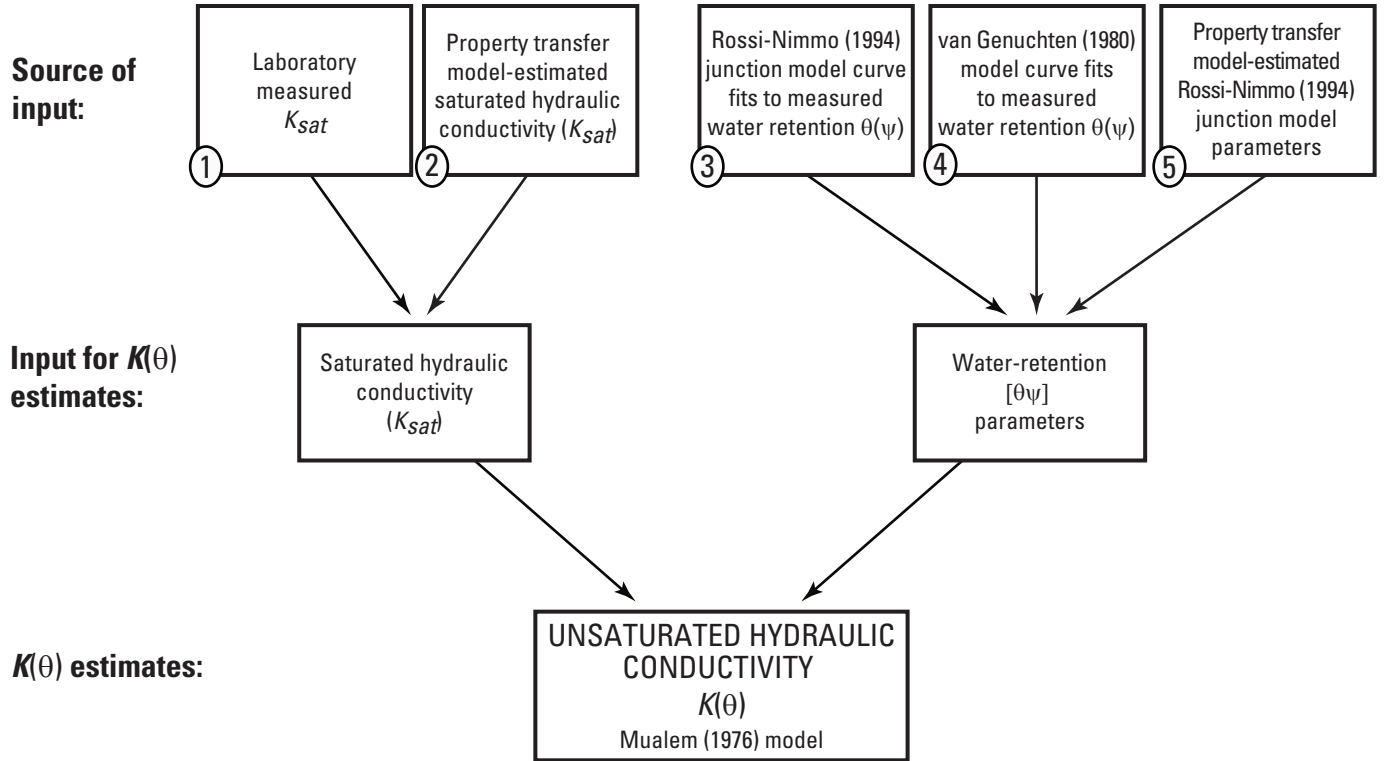 Source of
input:
Laboratory
measured
Ksat
1
Property transfer
model-estimated
saturated hydraulic
conductivity (Ksat)
2
Rossi-Nimmo (1994)
junction model curve
fits to measured
water retention θ(ψ)
3
van Genuchten (1980)
model curve fits
to measured
water retention θ(ψ)
4
Property transfer
model-estimated
Rossi-Nimmo (1994)
junction model
parameters
5
Input for K(θ)
estimates:
Saturated hydraulic
conductivity
(Ksat)
Water-retention
[θψ]
parameters
K(θ) estimates:
UNSATURATED HYDRAULIC
CONDUCTIVITY
K(θ)
Mualem (1976) model